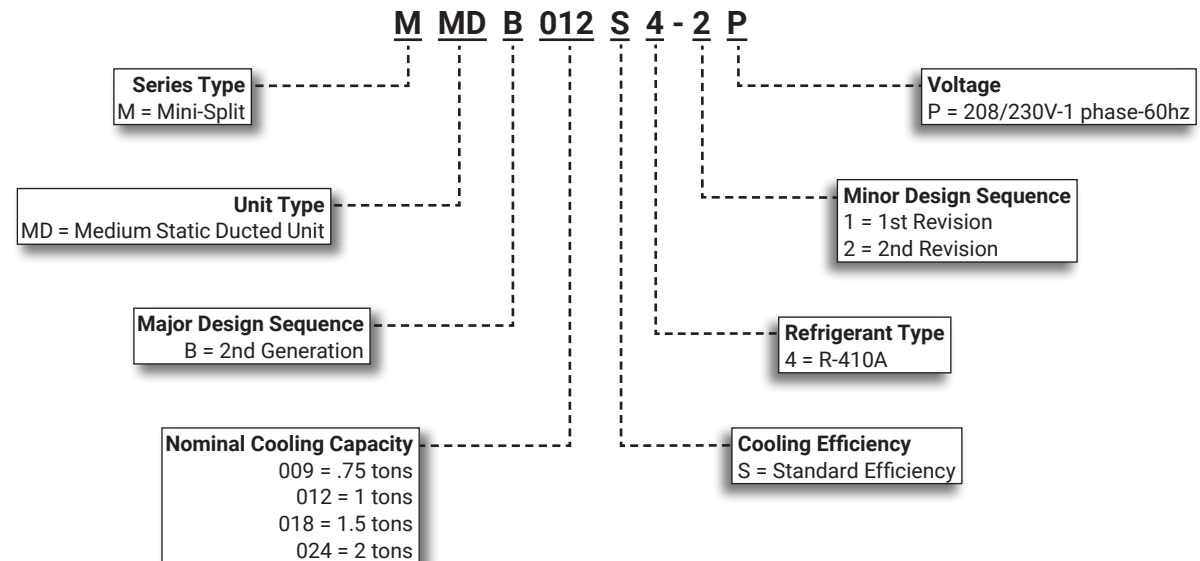 M MD B 012 S 4 - 2 P
Series Type
M = Mini-Split
Unit Type
MD = Medium Static Ducted Unit
Major Design Sequence
B = 2nd Generation
Nominal Cooling Capacity
009 = .75 tons
012 = 1 tons
018 = 1.5 tons
024 = 2 tons
Voltage
P = 208/230V-1 phase-60hz
Minor Design Sequence
1 = 1st Revision
2 = 2nd Revision
Refrigerant Type
4 = R-410A
Cooling Efficiency
S = Standard Efficiency